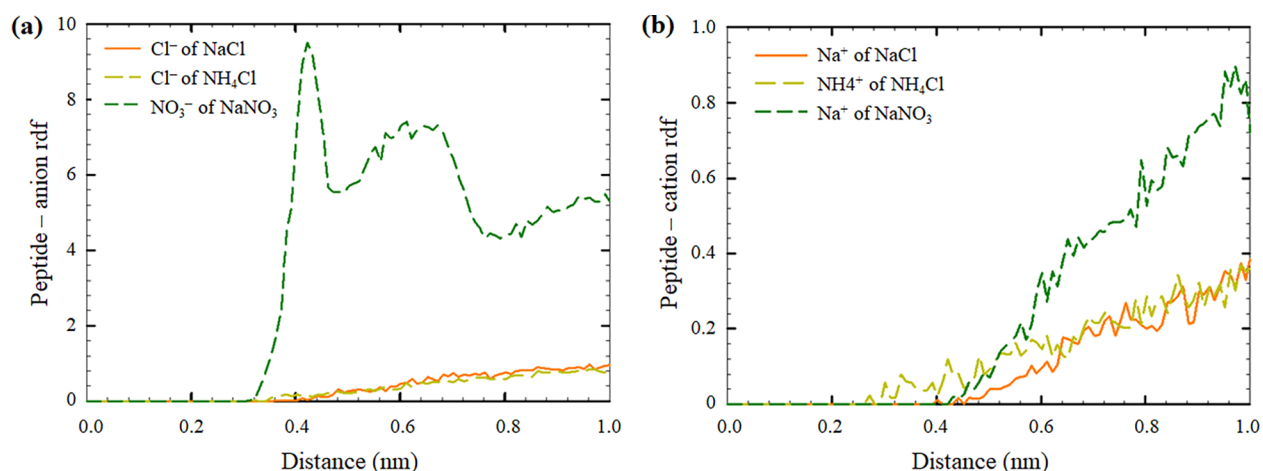 (a)
10
8
6
4
2
0
Peptide – anion rdf
Cl⁻ of NaCl
Cl⁻ of NH₄Cl
NO₃⁻ of NaNO₃
0.0 0.2 0.4 0.6 0.8 1.0
Distance (nm)
(b)
1.0
0.8
0.6
0.4
0.2
0
Peptide – cation rdf
Na⁺ of NaCl
NH4⁺ of NH₄Cl
Na⁺ of NaNO₃
0.0 0.2 0.4 0.6 0.8 1.0
Distance (nm)